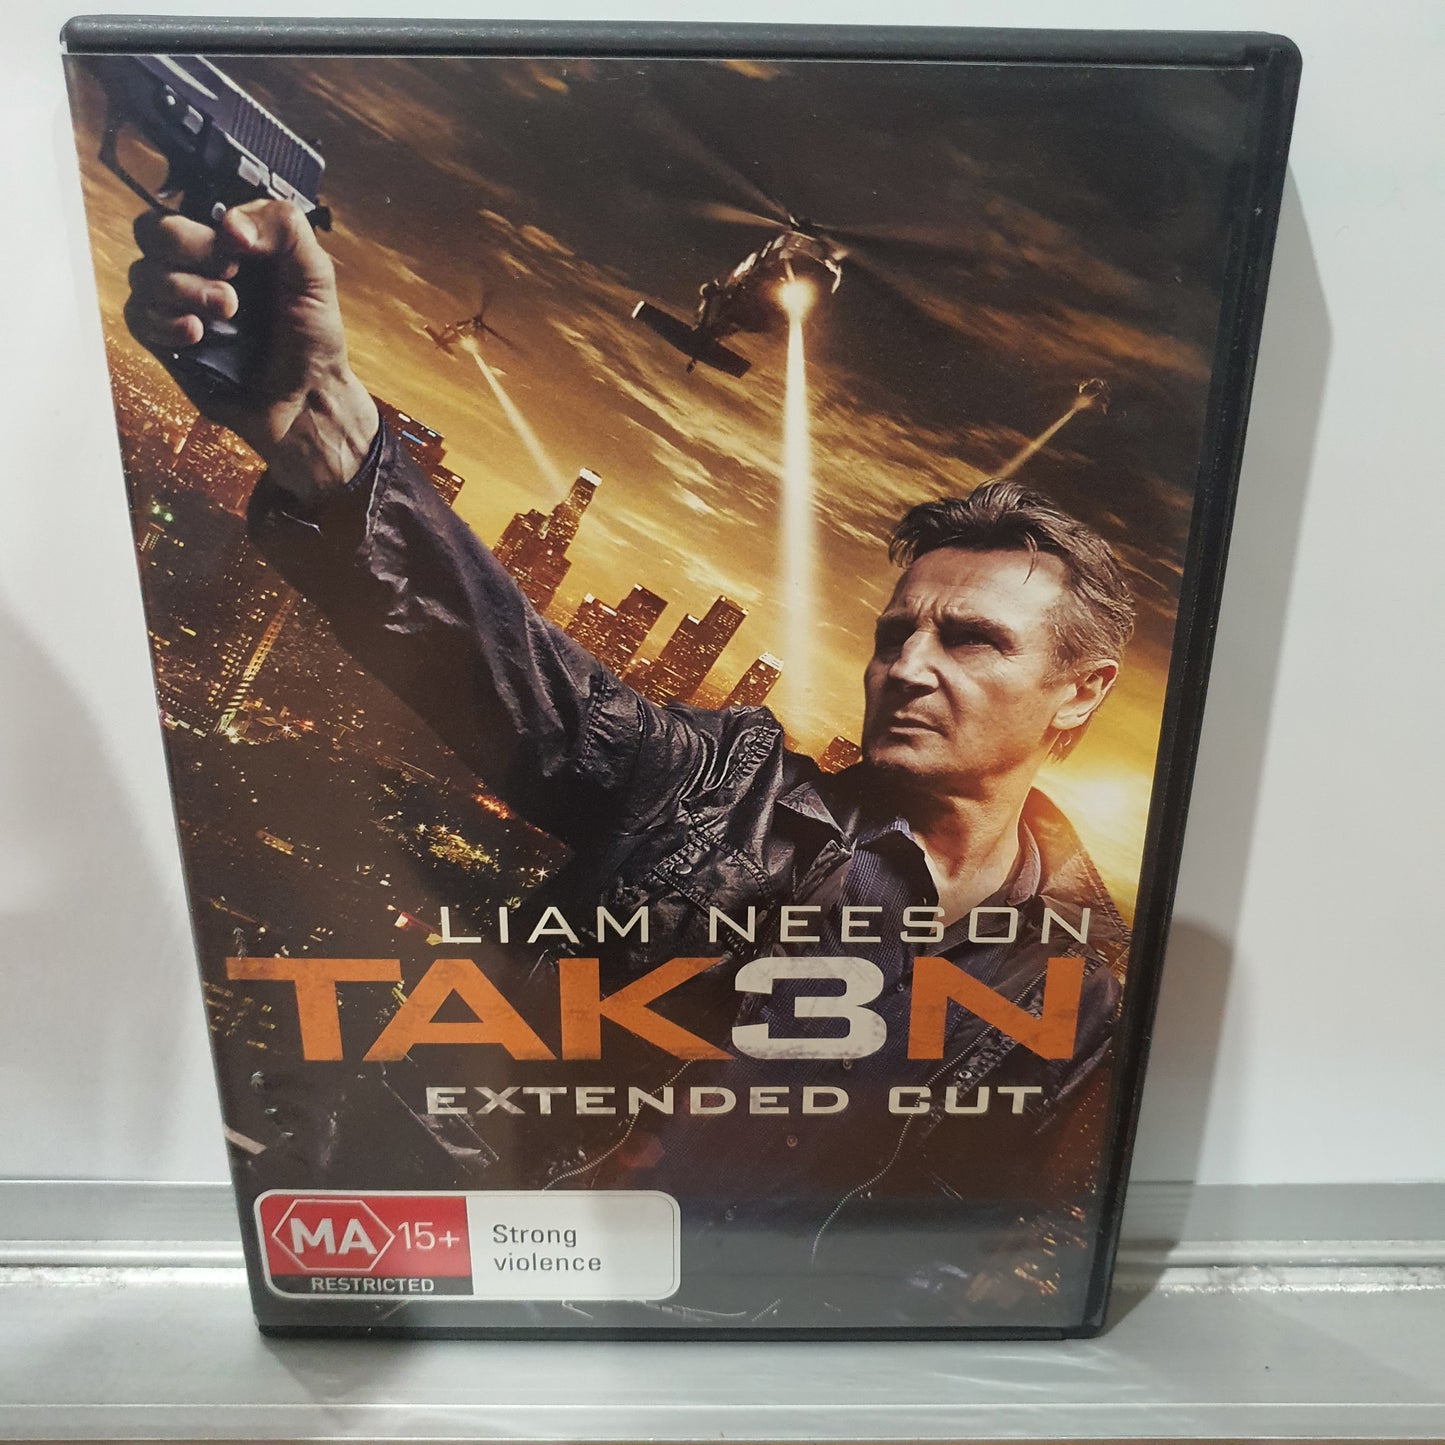 LIAM NEESON
TAK3N
EXTENDED CUT
MA 15+
RESTRICTED
Strong
violence